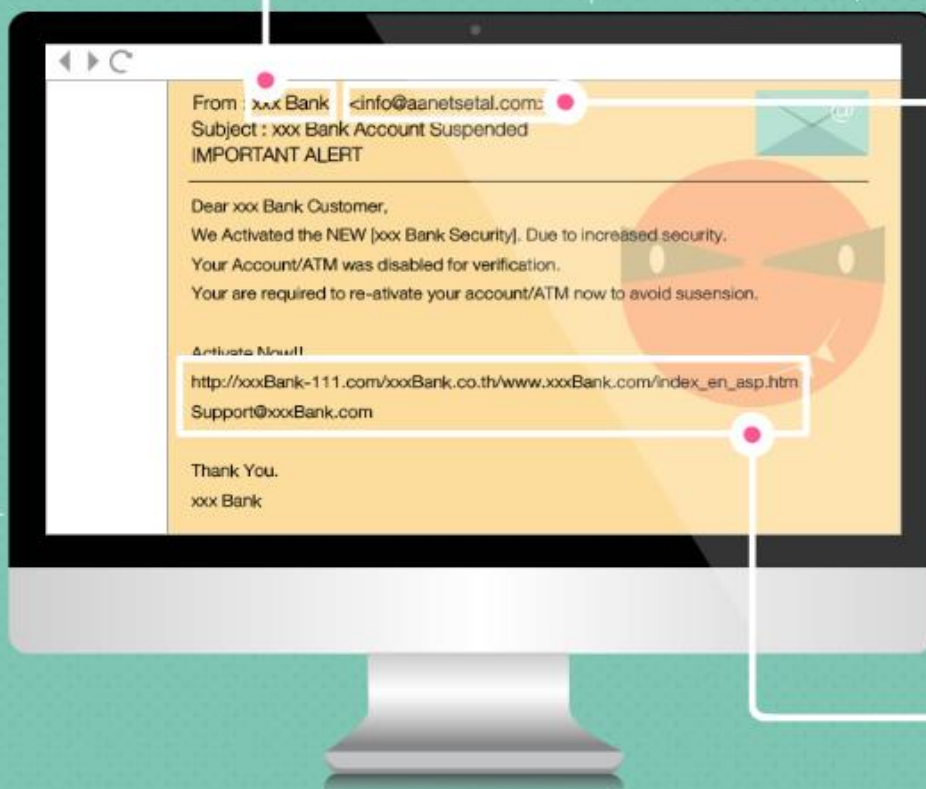 From : xxx Bank <info@aanetsetal.com>
Subject : xxx Bank Account Suspended
IMPORTANT ALERT
@
Dear xxx Bank Customer,
We Activated the NEW [xxx Bank Security]. Due to increased security.
Your Account/ATM was disabled for verification.
Your are required to re-ativate your account/ATM now to avoid susension.
Activate Now!!
http://xxxBank-111.com/xxxBank.co.th/www.xxxBank.com/index_en_asp.htm
Support@xxxBank.com
Thank You.
xxx Bank